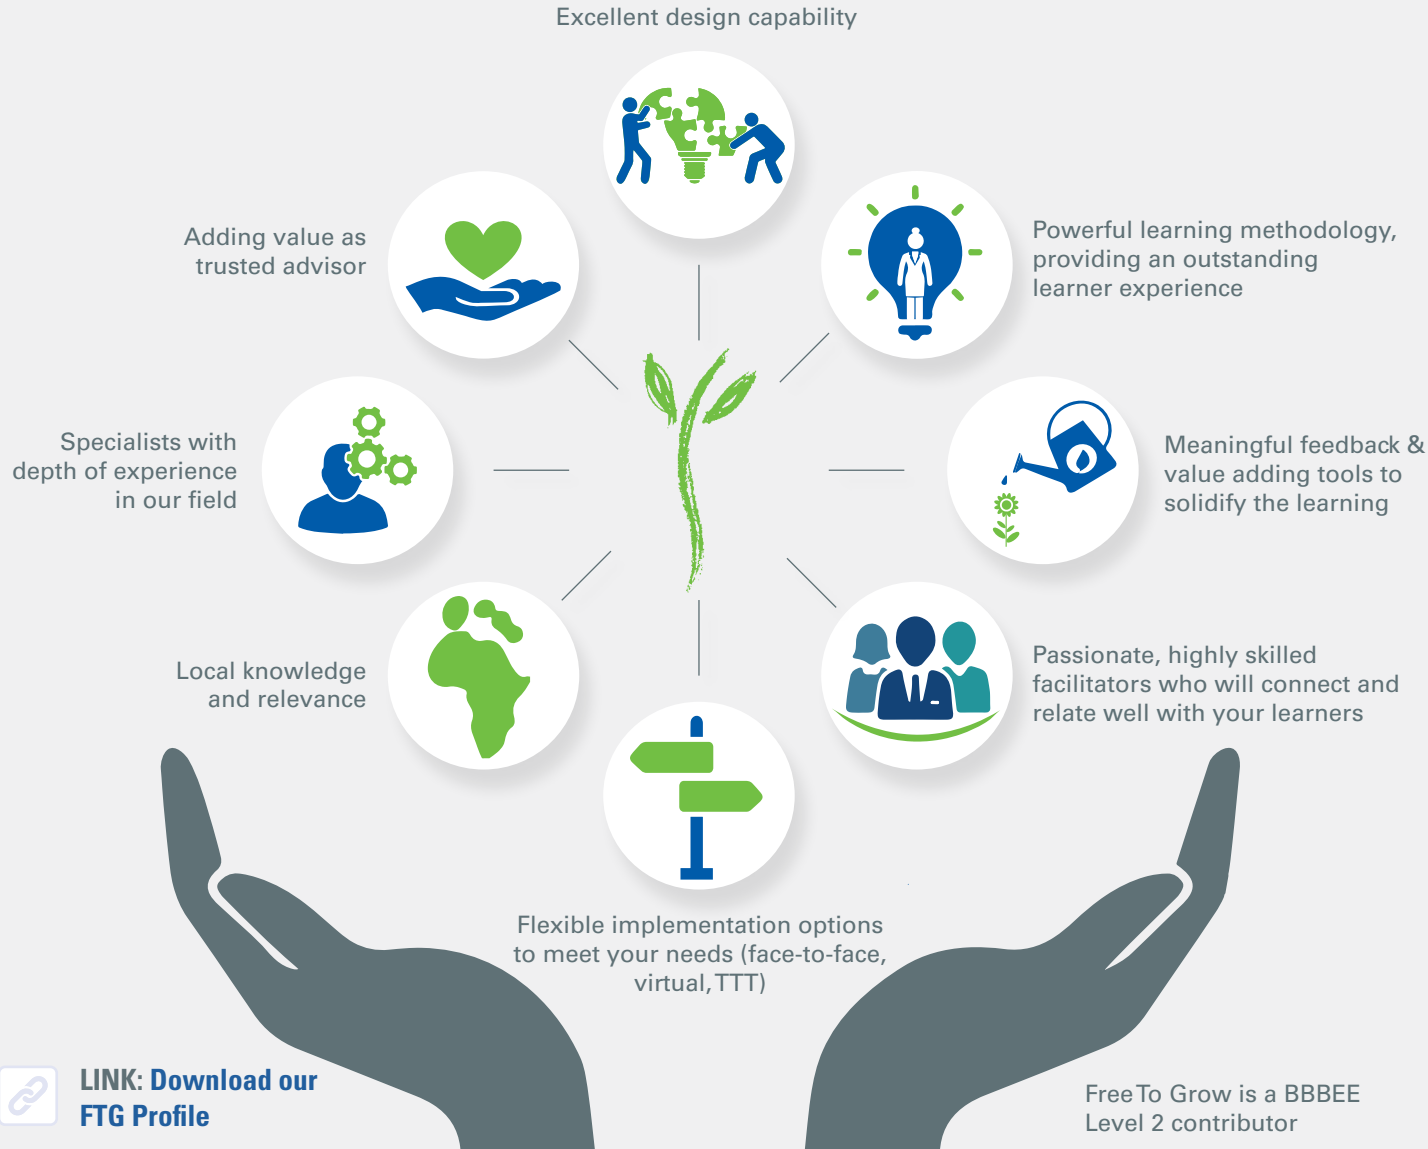 Excellent design capability
Powerful learning methodology,
providing an outstanding
learner experience
Meaningful feedback &
value adding tools to
solidify the learning
Passionate, highly skilled
facilitators who will connect and
relate well with your learners
Flexible implementation options
to meet your needs (face-to-face,
virtual, TTT)
Local knowledge
and relevance
Specialists with
depth of experience
in our field
Adding value as
trusted advisor
LINK: Download our
FTG Profile
Free To Grow is a BBBEE
Level 2 contributor